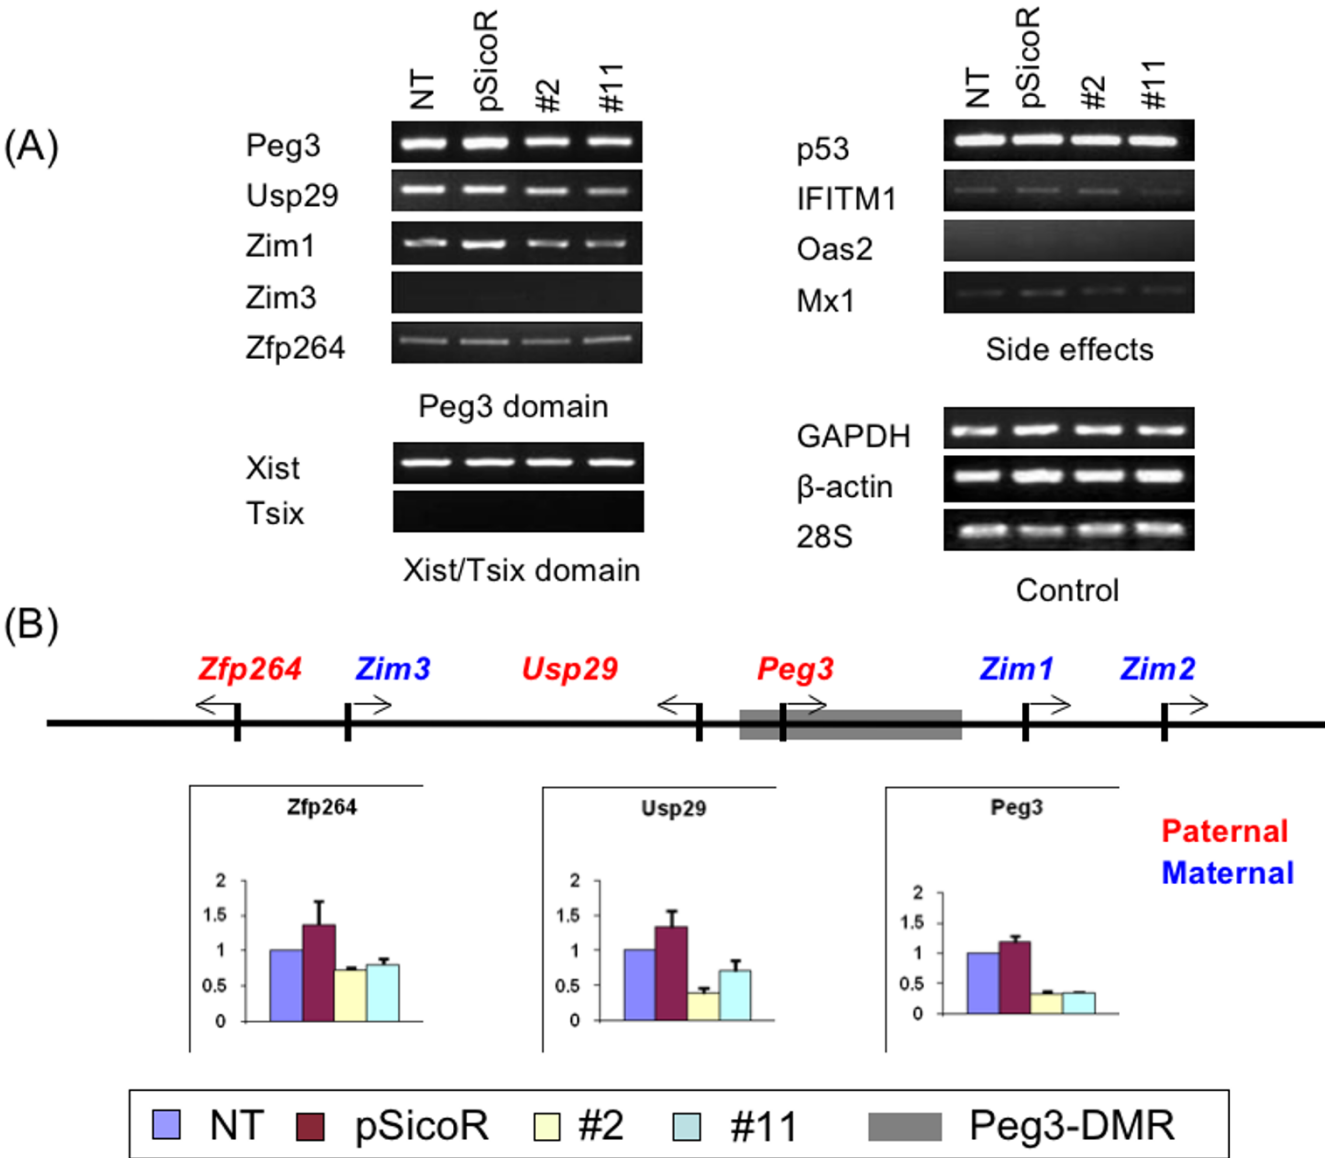 (A)
NT pSicoR #2 #11
Peg3
Usp29
Zim1
Zim3
Zfp264
Peg3 domain
Xist
Tsix
Xist/Tsix domain
NT pSicoR #2 #11
p53
IFITM1
Oas2
Mx1
Side effects
GAPDH
β-actin
28S
Control
(B)
Zfp264 Zim3 Usp29 Peg3 Zim1 Zim2
Zfp264
2
1.5
1
0.5
0
Usp29
2
1.5
1
0.5
0
Peg3
2
1.5
1
0.5
0
Paternal
Maternal
NT pSicoR #2 #11 Peg3-DMR